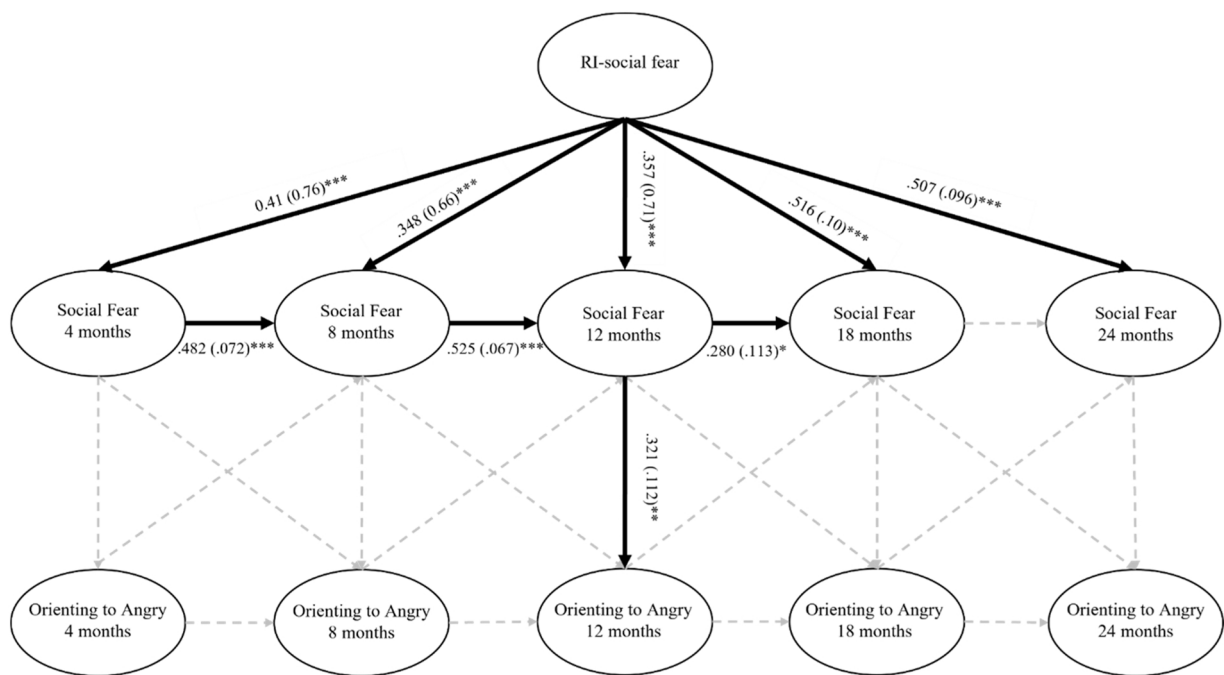 RI-social fear
0.41 (0.76)***
.348 (0.66)***
.357 (0.71)****
.516 (.10)***
.507 (.096)***
Social Fear
4 months
Social Fear
8 months
Social Fear
12 months
Social Fear
18 months
Social Fear
24 months
.482 (.072)***
.525 (.067)***
.280 (.113)*
.321 (.112)**
Orienting to Angry
4 months
Orienting to Angry
8 months
Orienting to Angry
12 months
Orienting to Angry
18 months
Orienting to Angry
24 months